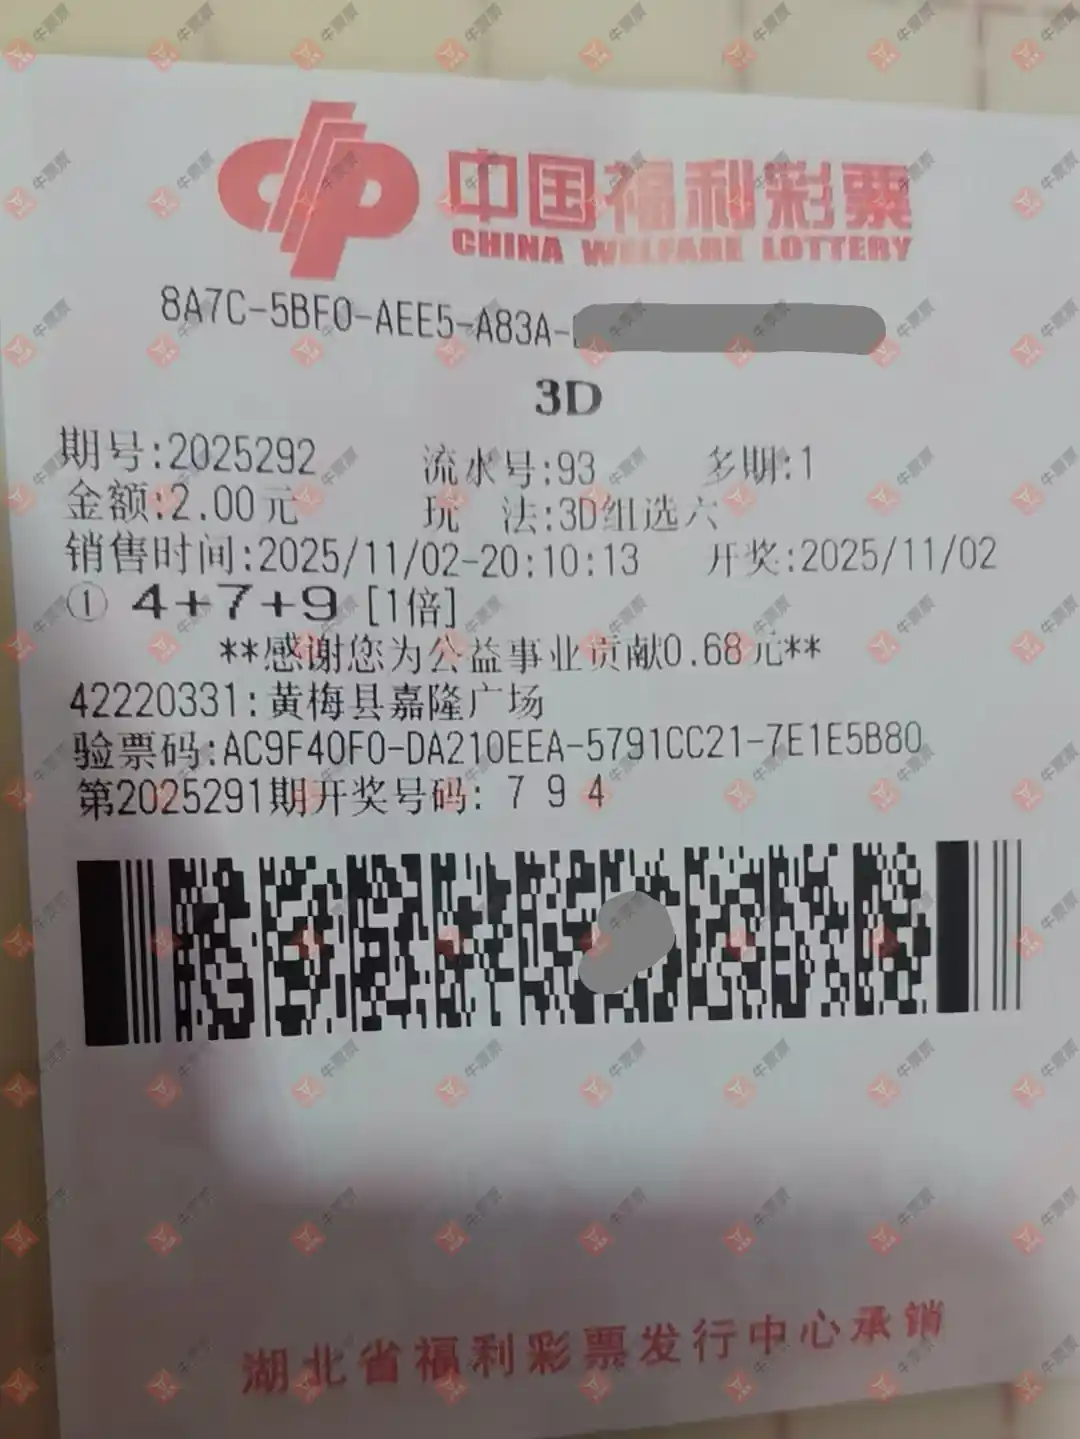 中国福利彩票
CHINA WELFARE LOTTERY
8A7C-5BF0-AEE5-A83A-
3D
期号:2025292 流水号:93 多期:1
金额:2.00元 玩 法:3D组选六
销售时间:2025/11/02-20:10:13 开奖:2025/11/02
① 4+7+9 [1倍]
**感谢您为公益事业贡献0.68元**
42220331:黄梅县嘉隆广场
验票码:AC9F40F0-DA210EEA-5791CC21-7E1E5B80
第2025291期开奖号码: 7 9 4
湖北省福利彩票发行中心承销
牛票票